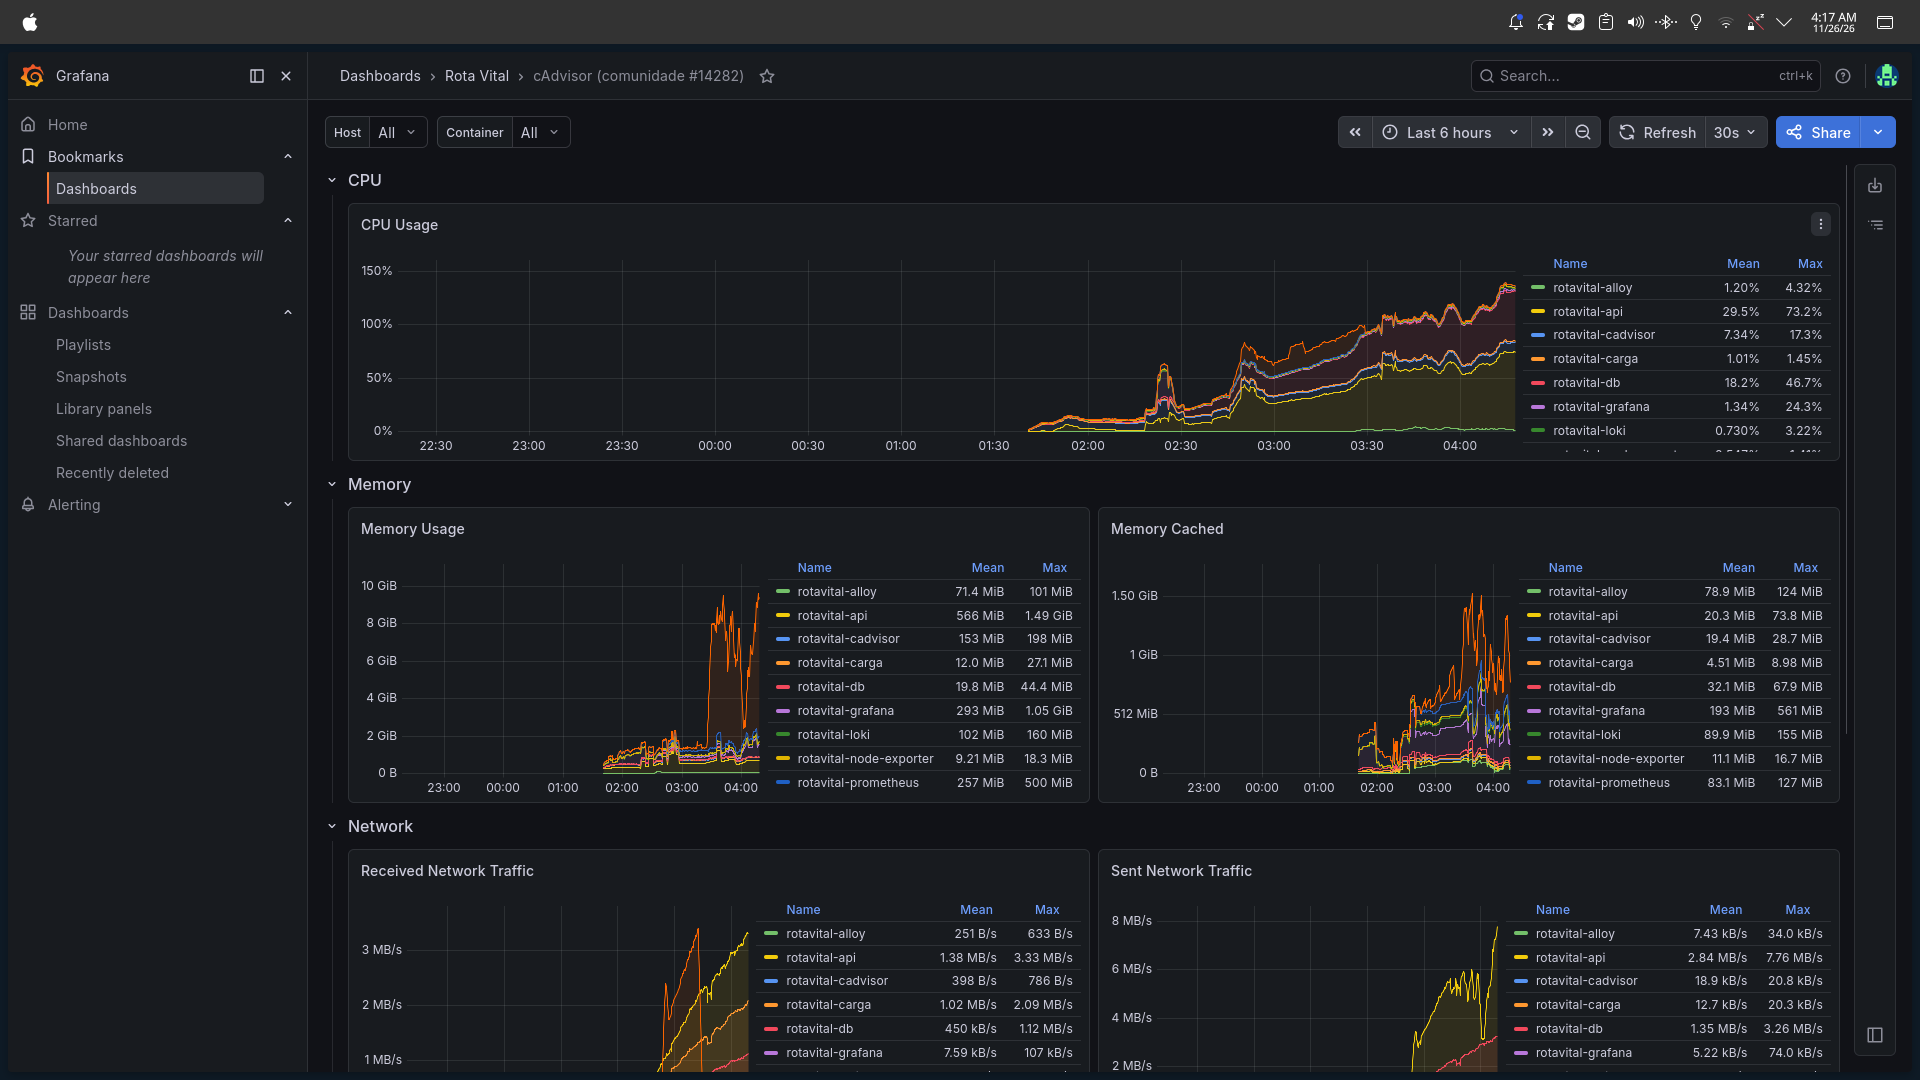 4:17 AM
11/26/26
Grafana
Dashboards › Rota Vital › cAdvisor (comunidade #14282)
Search... ctrl+k
Home
Bookmarks
Dashboards
Starred
Your starred dashboards will
appear here
Dashboards
Playlists
Snapshots
Library panels
Shared dashboards
Recently deleted
Alerting
Host All Container All
Last 6 hours Refresh 30s Share
CPU
CPU Usage
150%
100%
50%
0%
22:30 23:00 23:30 00:00 00:30 01:00 01:30 02:00 02:30 03:00 03:30 04:00
Name Mean Max
rotavital-alloy 1.20% 4.32%
rotavital-api 29.5% 73.2%
rotavital-cadvisor 7.34% 17.3%
rotavital-carga 1.01% 1.45%
rotavital-db 18.2% 46.7%
rotavital-grafana 1.34% 24.3%
rotavital-loki 0.730% 3.22%
Memory
Memory Usage
10 GiB
8 GiB
6 GiB
4 GiB
2 GiB
0 B
23:00 00:00 01:00 02:00 03:00 04:00
Name Mean Max
rotavital-alloy 71.4 MiB 101 MiB
rotavital-api 566 MiB 1.49 GiB
rotavital-cadvisor 153 MiB 198 MiB
rotavital-carga 12.0 MiB 27.1 MiB
rotavital-db 19.8 MiB 44.4 MiB
rotavital-grafana 293 MiB 1.05 GiB
rotavital-loki 102 MiB 160 MiB
rotavital-node-exporter 9.21 MiB 18.3 MiB
rotavital-prometheus 257 MiB 500 MiB
Memory Cached
1.50 GiB
1 GiB
512 MiB
0 B
23:00 00:00 01:00 02:00 03:00 04:00
Name Mean Max
rotavital-alloy 78.9 MiB 124 MiB
rotavital-api 20.3 MiB 73.8 MiB
rotavital-cadvisor 19.4 MiB 28.7 MiB
rotavital-carga 4.51 MiB 8.98 MiB
rotavital-db 32.1 MiB 67.9 MiB
rotavital-grafana 193 MiB 561 MiB
rotavital-loki 89.9 MiB 155 MiB
rotavital-node-exporter 11.1 MiB 16.7 MiB
rotavital-prometheus 83.1 MiB 127 MiB
Network
Received Network Traffic
3 MB/s
2 MB/s
1 MB/s
Name Mean Max
rotavital-alloy 251 B/s 633 B/s
rotavital-api 1.38 MB/s 3.33 MB/s
rotavital-cadvisor 398 B/s 786 B/s
rotavital-carga 1.02 MB/s 2.09 MB/s
rotavital-db 450 kB/s 1.12 MB/s
rotavital-grafana 7.59 kB/s 107 kB/s
Sent Network Traffic
8 MB/s
6 MB/s
4 MB/s
2 MB/s
Name Mean Max
rotavital-alloy 7.43 kB/s 34.0 kB/s
rotavital-api 2.84 MB/s 7.76 MB/s
rotavital-cadvisor 18.9 kB/s 20.8 kB/s
rotavital-carga 12.7 kB/s 20.3 kB/s
rotavital-db 1.35 MB/s 3.26 MB/s
rotavital-grafana 5.22 kB/s 74.0 kB/s